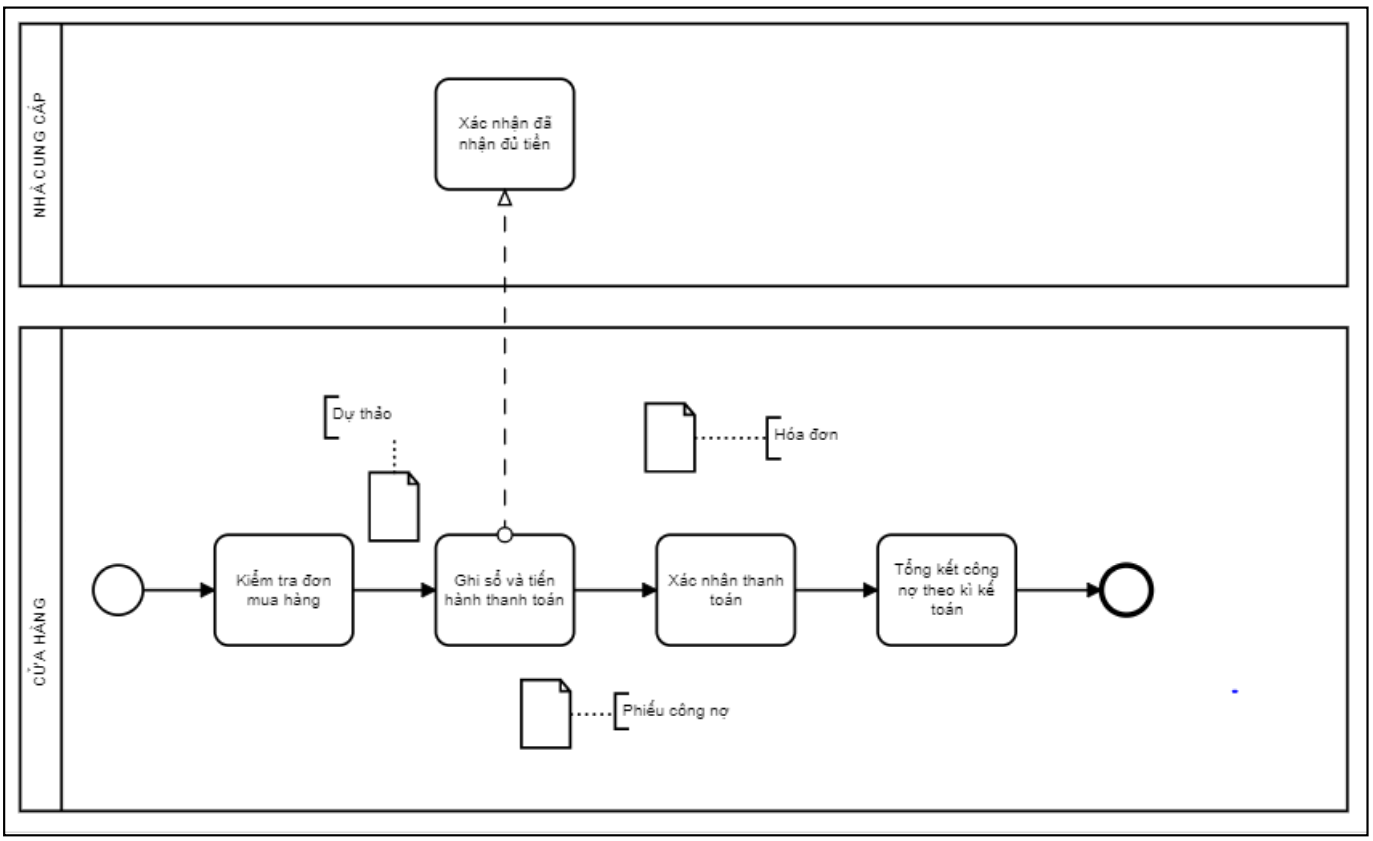 NHÀ CUNG CẤP
Xác nhận đã
nhận đủ tiền
CỬA HÀNG
Dự thảo
Hóa đơn
Kiểm tra đơn
mua hàng
Ghi sổ và tiến
hành thanh toán
Xác nhân thanh
toán
Tổng kết công
nợ theo kì kế
toán
Phiếu công nợ